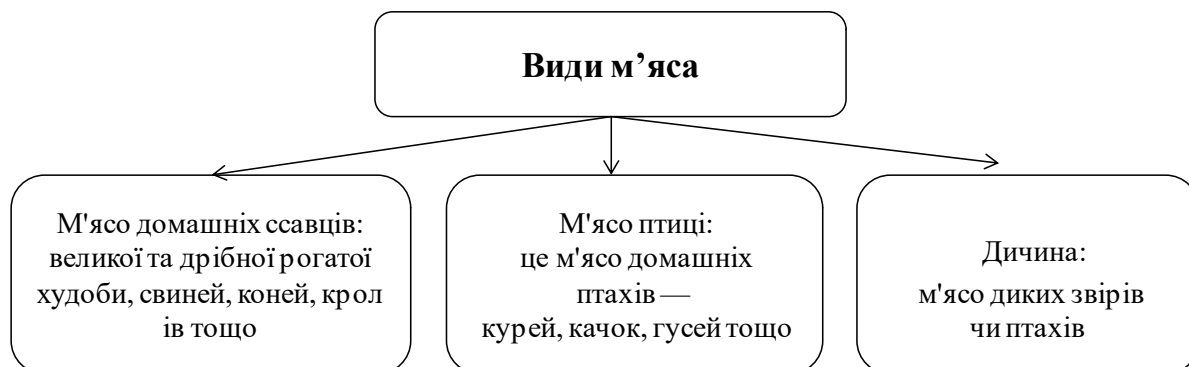 Види м’яса
М'ясо домашніх ссавців:
великої та дрібної рогатої
худоби, свиней, коней, крол
ів тощо
М'ясо птиці:
це м'ясо домашніх
птахів —
курей, качок, гусей тощо
Дичина:
м'ясо диких звірів
чи птахів